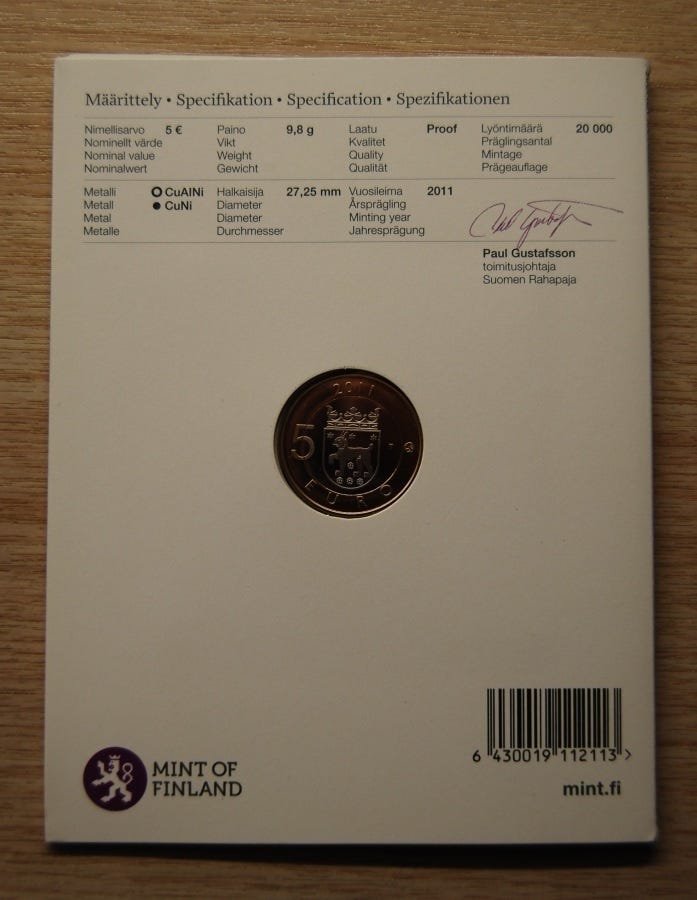 Määrittely • Specifikation • Specification • Spezifikationen
Nimellisarvo 5 € Paino 9,8 g Laatu Proof Lyöntimäärä 20 000
Nominellt värde Vikt Kvalitet Präglingsantal
Nominal value Weight Quality Mintage
Nominalwert Gewicht Qualität Prägeauflage
Metalli CuAlNi Halkaisija 27,25 mm Vuosileima 2011
Metall CuNi Diameter Årsprägling
Metal Diameter Minting year
Metalle Durchmesser Jahresprägung
Paul Gustafsson
toimitusjohtaja
Suomen Rahapaja
2011
5
EURO
6 430019 112113 >
MINT OF
FINLAND
mint.fi